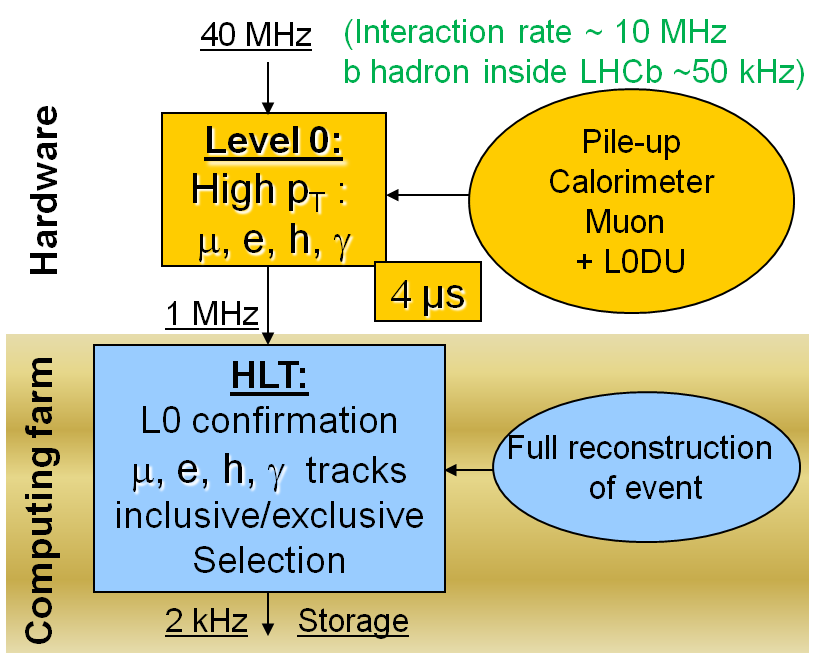 40 MHz
(Interaction rate ~ 10 MHz
b hadron inside LHCb ~50 kHz)
Hardware
Level 0:
High pT :
μ, e, h, γ
Pile-up
Calorimeter
Muon
+ L0DU
4 μs
1 MHz
Computing farm
HLT:
L0 confirmation
μ, e, h, γ tracks
inclusive/exclusive
Selection
Full reconstruction
of event
2 kHz
Storage